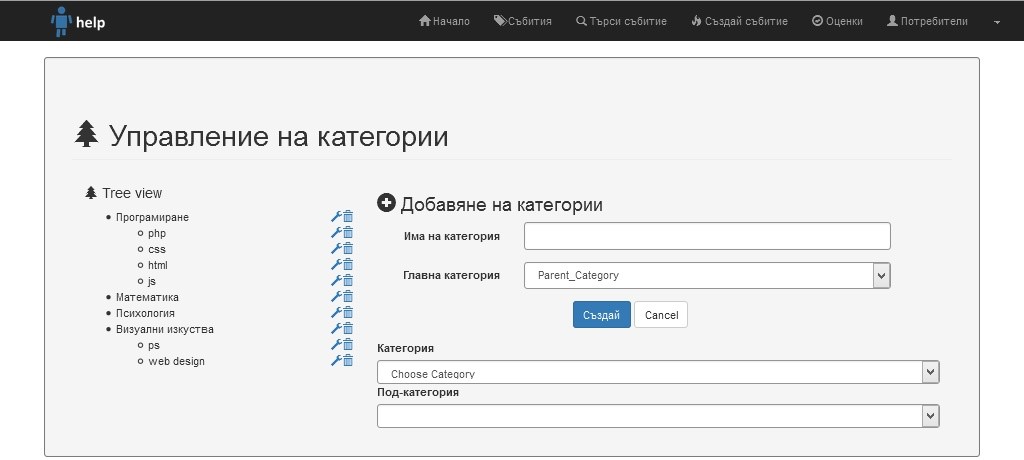 help
Начало Събития Търси събитие Създай събитие Оценки Потребители
Управление на категории
Tree view
Програмиране
php
css
html
js
Математика
Психология
Визуални изкуства
ps
web design
Добавяне на категории
Има на категория
Главна категория Parent_Category
Създай Cancel
Категория
Choose Category
Под-категория